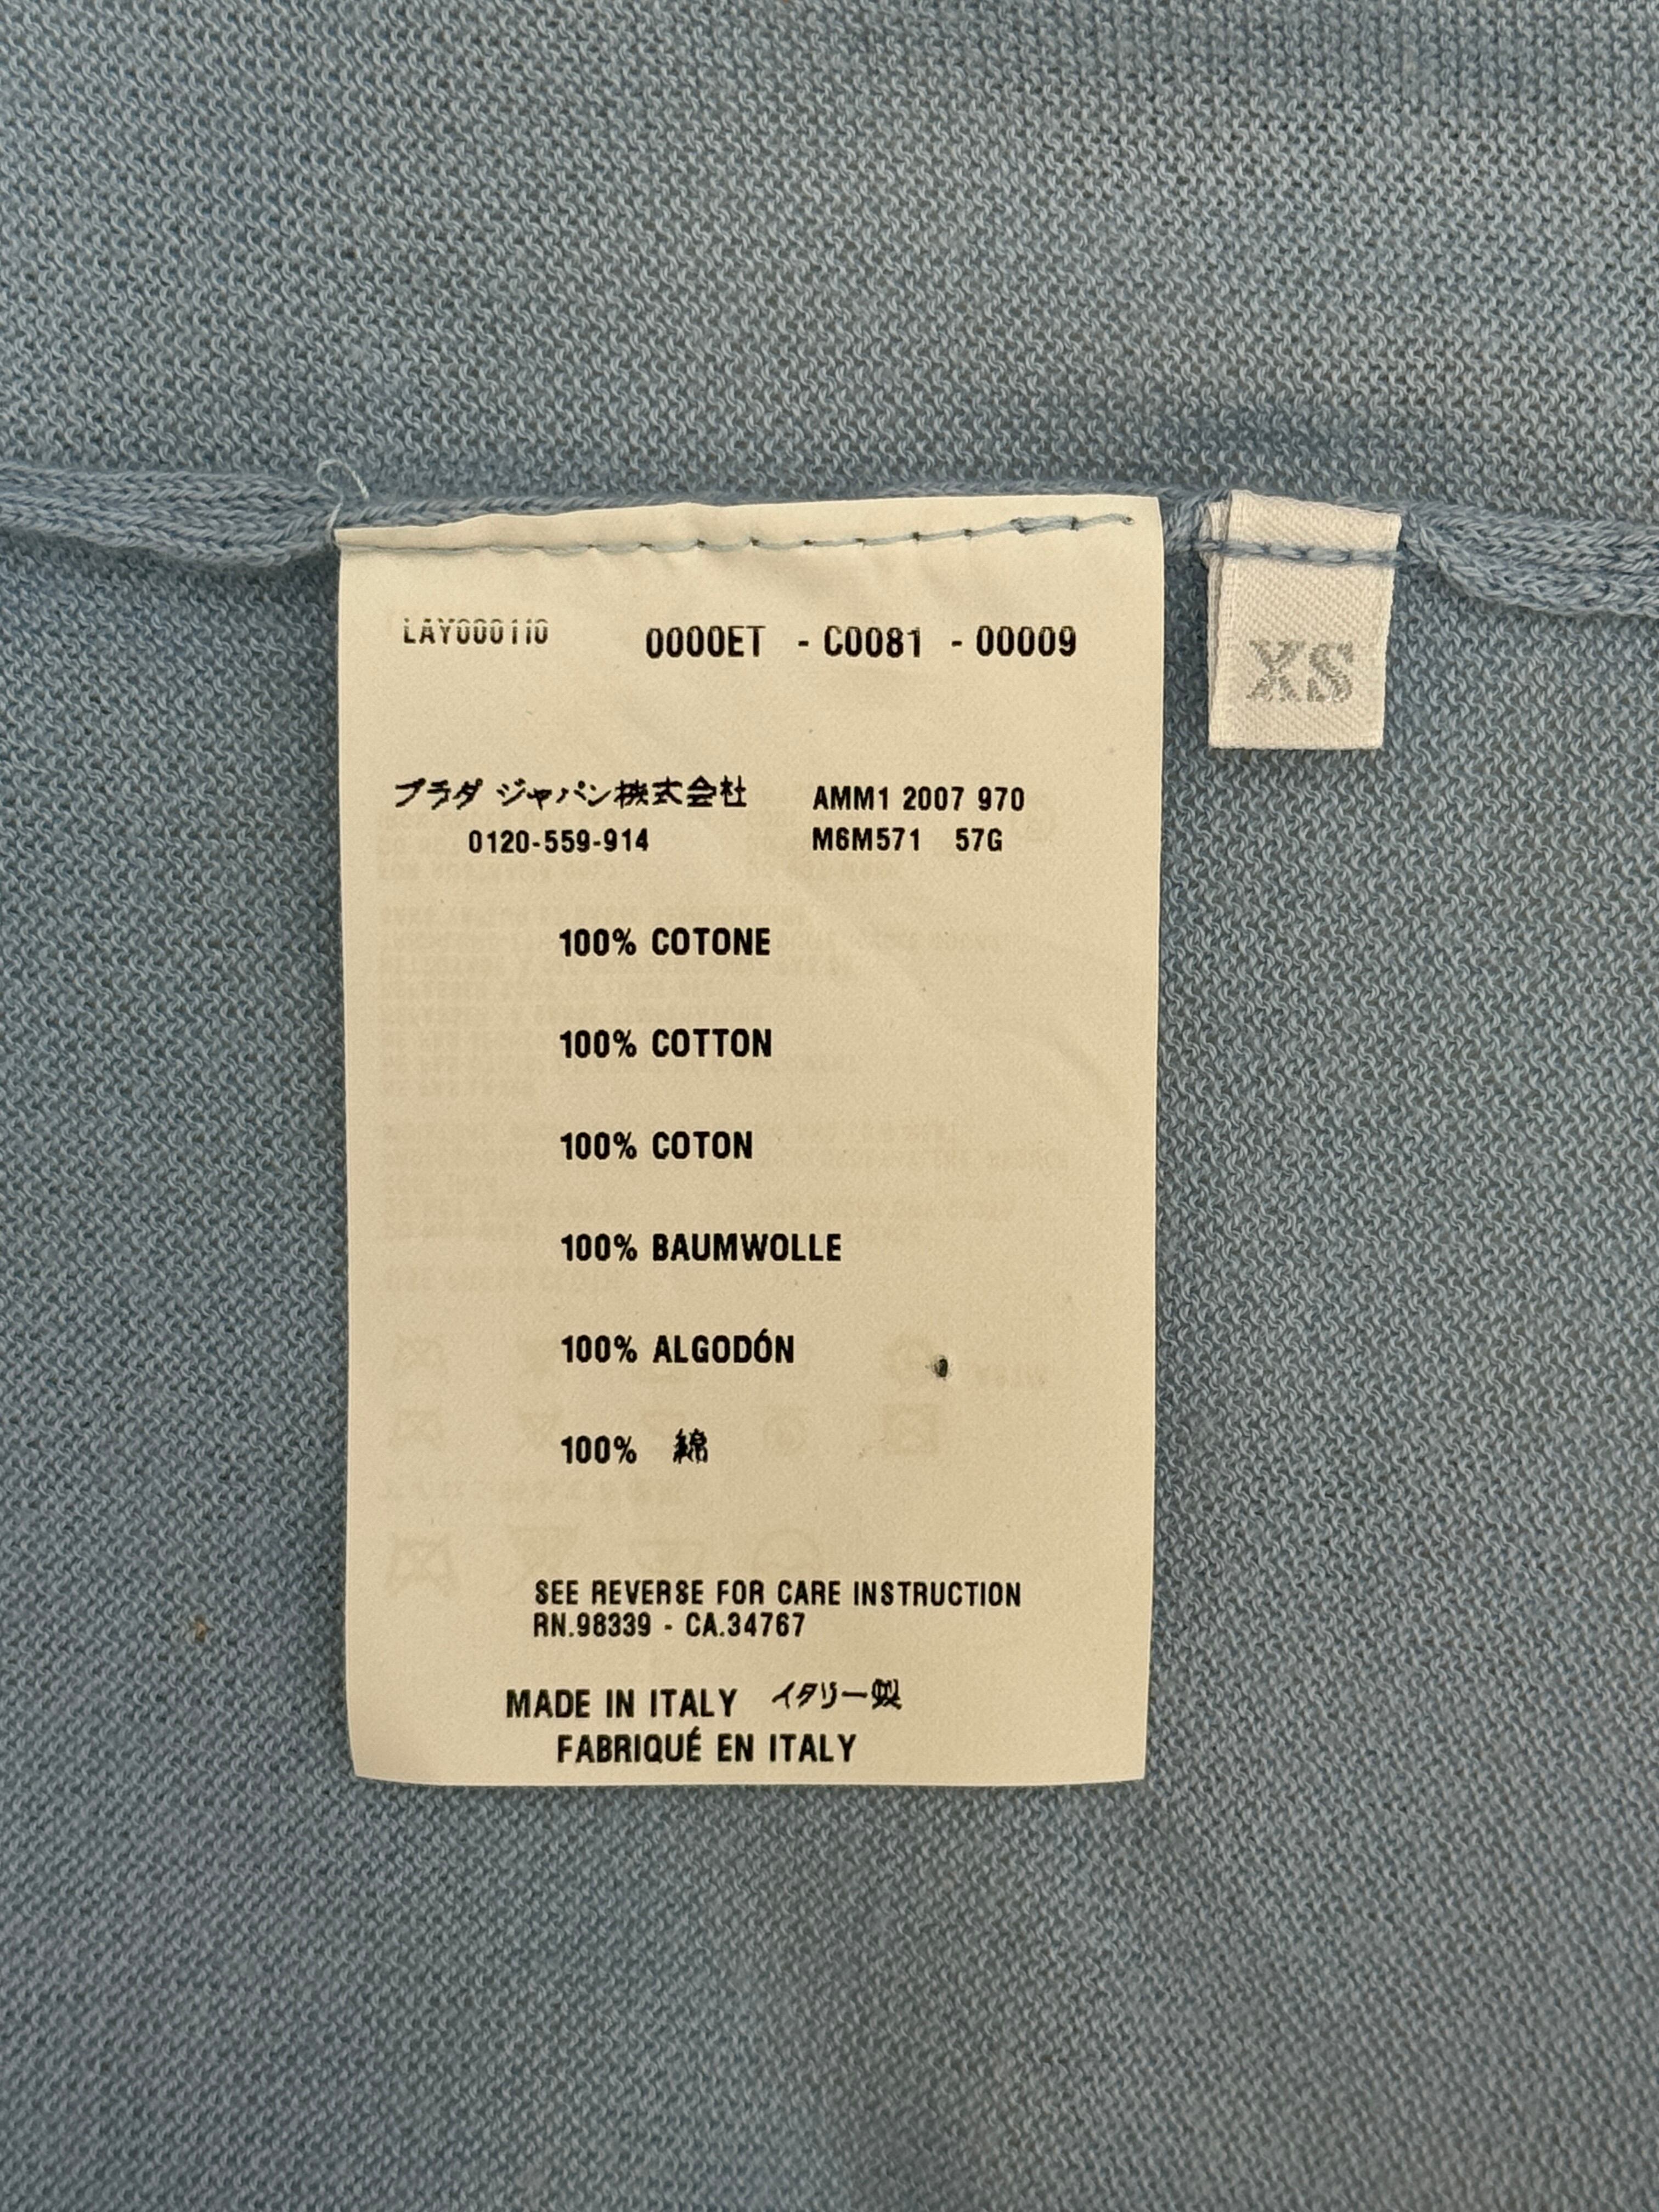 LAY000110
0000ET - C0081 - 00009
XS
プラダ ジャパン株式会社
0120-559-914
AMM1 2007 970
M6M571 57G
100% COTONE
100% COTTON
100% COTON
100% BAUMWOLLE
100% ALGODÓN
100% 綿
SEE REVERSE FOR CARE INSTRUCTION
RN.98339 - CA.34767
MADE IN ITALY イタリー製
FABRIQUÉ EN ITALY